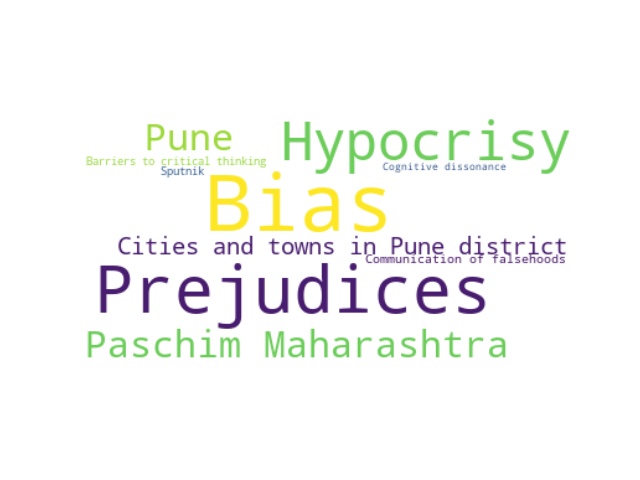 Pune
Hypocrisy
Barriers to critical thinking
Cognitive dissonance
Sputnik
Bias
Cities and towns in Pune district
Communication of falsehoods
Prejudices
Paschim Maharashtra